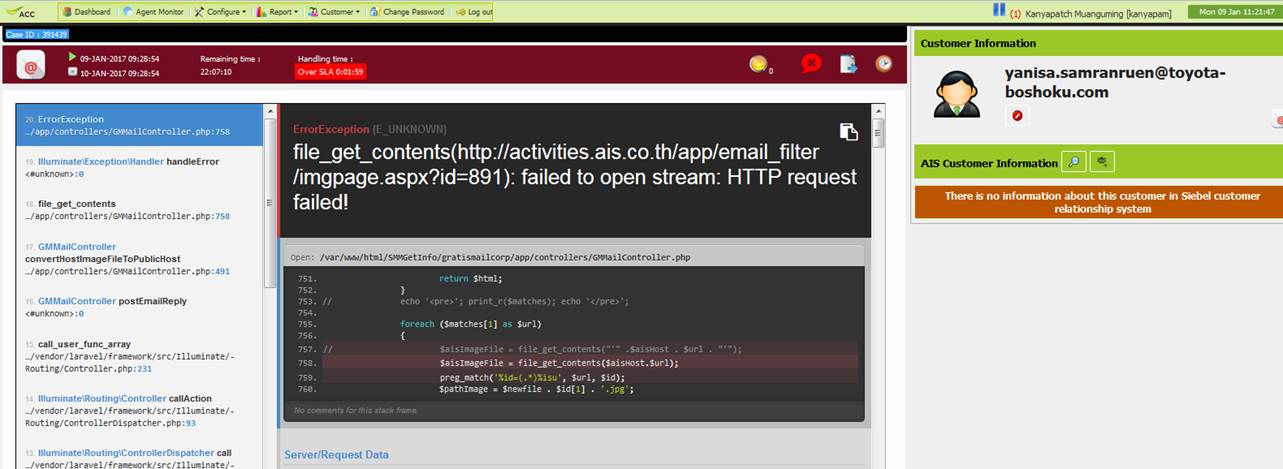 ACC
Dashboard Agent Monitor Configure Report Customer Change Password Log out
(1) Kanyapatch Muanguming [kanyapam]
Mon 09 Jan 11:21:47
Case ID : 391439
09-JAN-2017 09:28:54
10-JAN-2017 09:28:54
Remaining time :
22:07:10
Handling time :
Over SLA 0:01:59
0
20. ErrorException
…/app/controllers/GMMailController.php:758
19. Illuminate\Exception\Handler handleError
<#unknown>:0
18. file_get_contents
…/app/controllers/GMMailController.php:758
17. GMMailController
convertHostImageFileToPublicHost
…/app/controllers/GMMailController.php:491
16. GMMailController postEmailReply
<#unknown>:0
15. call_user_func_array
…/vendor/laravel/framework/src/Illuminate/-
Routing/Controller.php:231
14. Illuminate\Routing\Controller callAction
…/vendor/laravel/framework/src/Illuminate/-
Routing/ControllerDispatcher.php:93
13. Illuminate\Routing\ControllerDispatcher call
…/vendor/laravel/framework/src/Illuminate/-
ErrorException (E_UNKNOWN)
file_get_contents(http://activities.ais.co.th/app/email_filter
/imgpage.aspx?id=891): failed to open stream: HTTP request
failed!
Open: /var/www/html/SMMGetInfo/gratismailcorp/app/controllers/GMMailController.php
751. return $html;
752. }
753. // echo '<pre>'; print_r($matches); echo '</pre>';
754.
755. foreach ($matches[1] as $url)
756. {
757. // $aisImageFile = file_get_contents("'" .$aisHost . $url . "'");
758. $aisImageFile = file_get_contents($aisHost.$url);
759. preg_match('%id=(.*)%isu', $url, $id);
760. $pathImage = $newfile . $id[1] . '.jpg';
No comments for this stack frame.
Server/Request Data
Customer Information
yanisa.samranruen@toyota-
boshoku.com
AIS Customer Information
There is no information about this customer in Siebel customer
relationship system